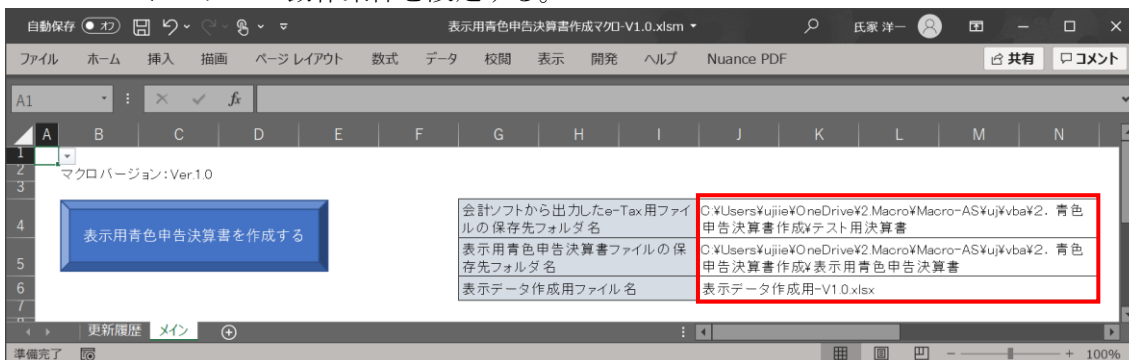 自動保存 オフ 表示用青色申告決算書作成マクロ-V1.0.xlsm 氏家 洋一
ファイル ホーム 挿入 描画 ページ レイアウト 数式 データ 校閲 表示 開発 ヘルプ Nuance PDF 共有 コメント
A1 fx
A B C D E F G H I J K L M N
1
2 マクロバージョン：Ver.1.0
3
会計ソフトから出力したe-Tax用ファイ C:¥Users¥ujiie¥OneDrive¥2.Macro¥Macro-AS¥uj¥vba¥2．青色
4 ルの保存先フォルダ名 申告決算書作成¥テスト用決算書
表示用青色申告決算書を作成する
表示用青色申告決算書ファイルの保 C:¥Users¥ujiie¥OneDrive¥2.Macro¥Macro-AS¥uj¥vba¥2．青色
5 存先フォルダ名 申告決算書作成¥表示用青色申告決算書
6 表示データ作成用ファイル名 表示データ作成用-V1.0.xlsx
7
更新履歴 メイン
準備完了 100%